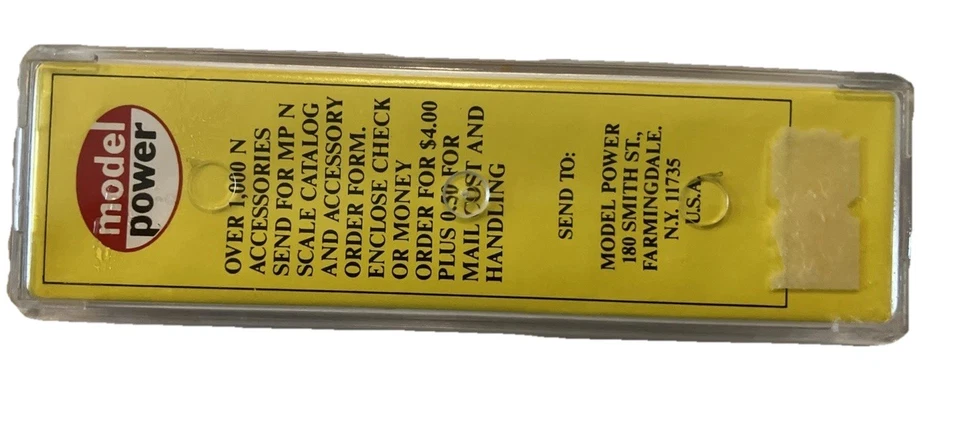 model
power
OVER 1,000 N
ACCESSORIES
SEND FOR MP N
SCALE CATALOG
AND ACCESSORY
ORDER FORM.
ENCLOSE CHECK
OR MONEY
ORDER FOR $4.00
PLUS 0.50 FOR
MAIL COST AND
HANDLING
SEND TO:
MODEL POWER
180 SMITH ST.,
FARMINGDALE.
N.Y. 11735
U.S.A.